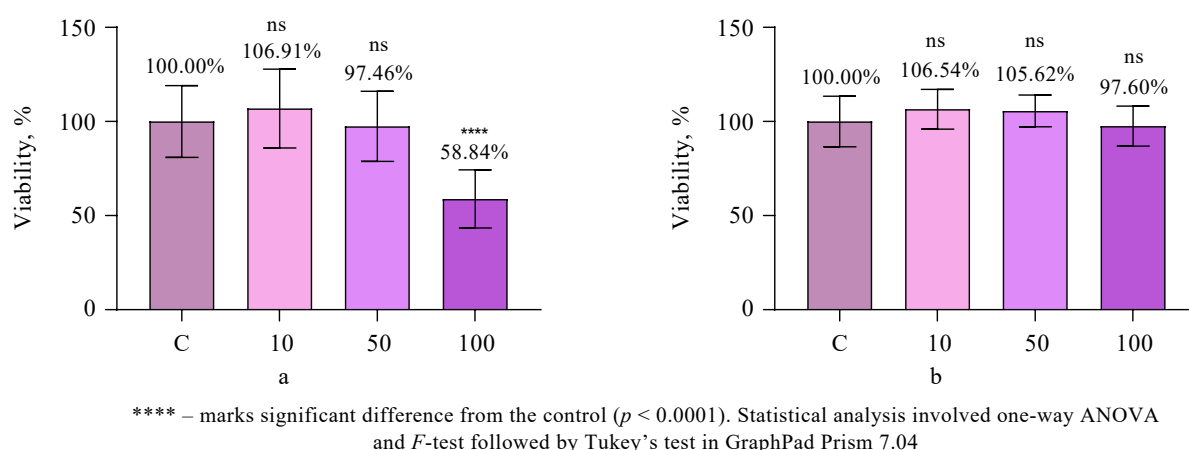 150
100
50
0
Viability, %
ns
106.91%
100.00%
ns
97.46%
****
58.84%
C 10 50 100
a
150
100
50
0
Viability, %
ns
106.54%
100.00%
ns
105.62%
ns
97.60%
C 10 50 100
b
**** – marks significant difference from the control (p < 0.0001). Statistical analysis involved one-way ANOVA
and F-test followed by Tukey’s test in GraphPad Prism 7.04